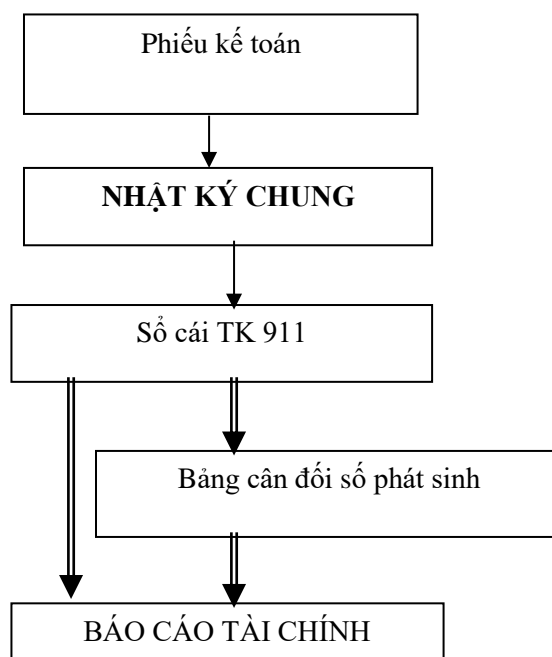 Phiếu kế toán
NHẬT KÝ CHUNG
Sổ cái TK 911
Bảng cân đối số phát sinh
BÁO CÁO TÀI CHÍNH